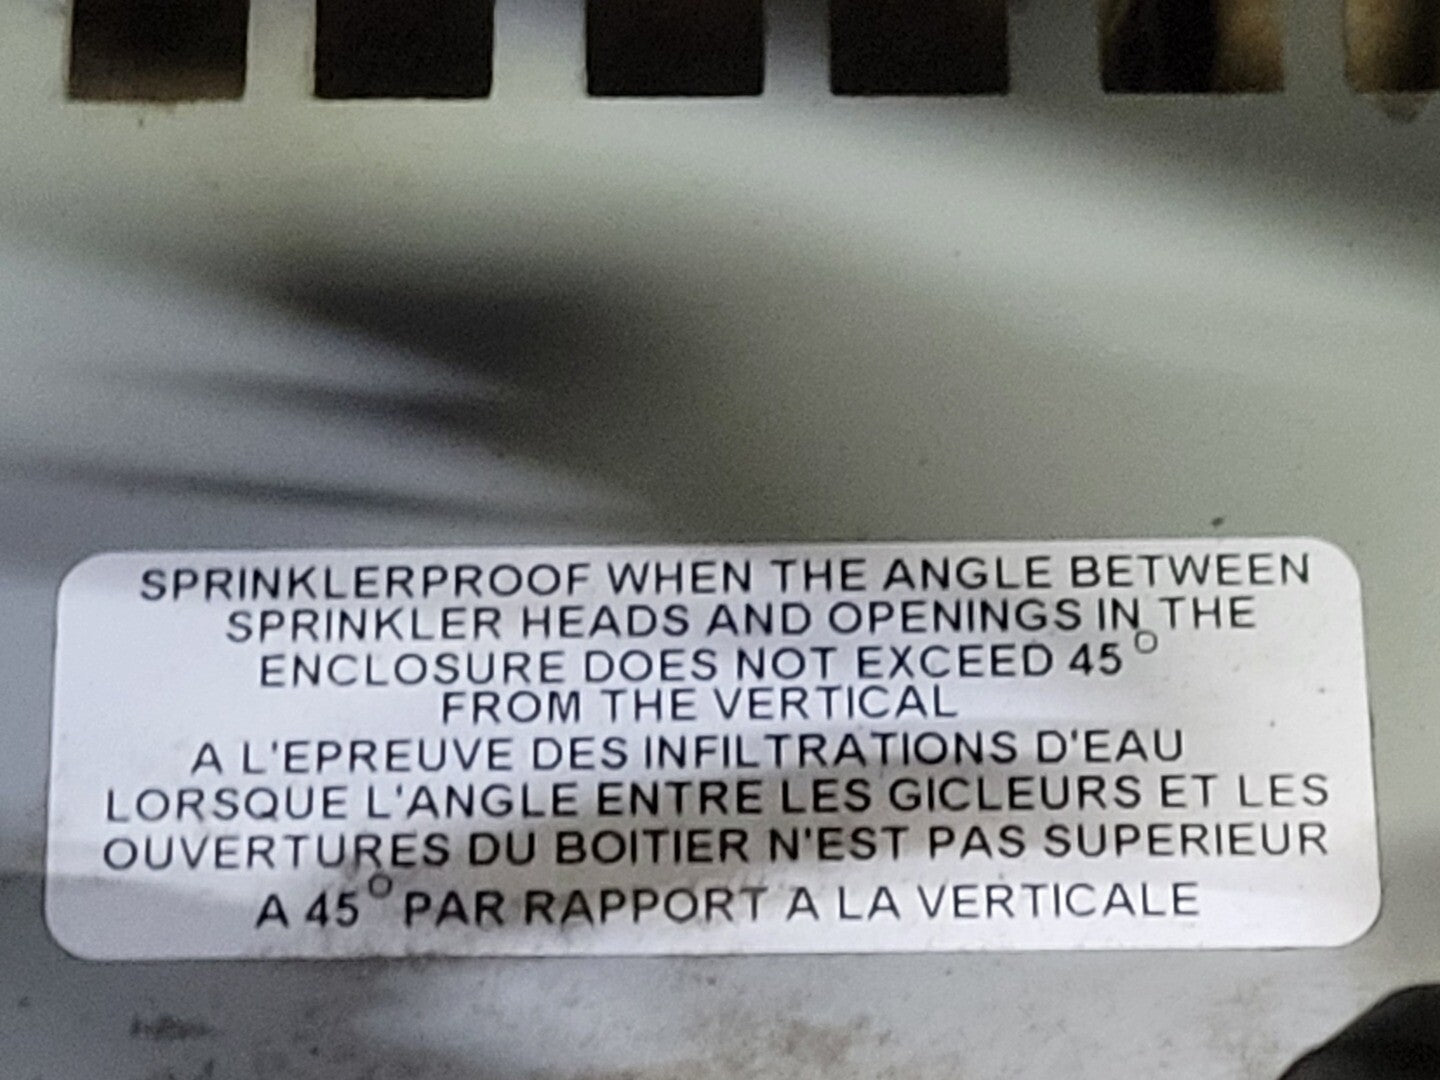 SPRINKLERPROOF WHEN THE ANGLE BETWEEN
SPRINKLER HEADS AND OPENINGS IN THE
ENCLOSURE DOES NOT EXCEED 45°
FROM THE VERTICAL
A L'EPREUVE DES INFILTRATIONS D'EAU
LORSQUE L'ANGLE ENTRE LES GICLEURS ET LES
OUVERTURES DU BOITIER N'EST PAS SUPERIEUR
A 45° PAR RAPPORT A LA VERTICALE